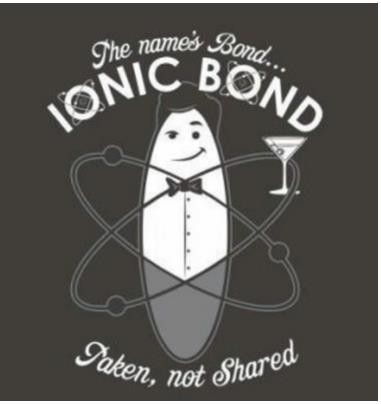 The name's Bond...
IONIC BOND
Taken, not Shared